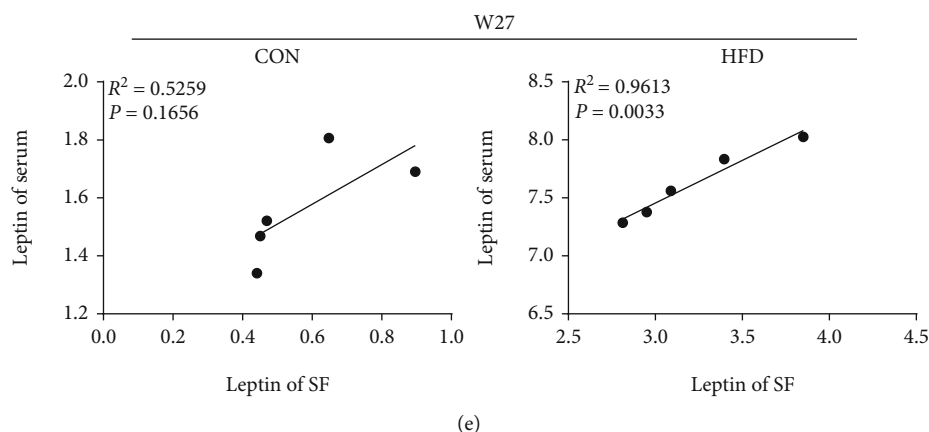 W27
CON
HFD
R² = 0.5259
P = 0.1656
Leptin of serum
2.0
1.8
1.6
1.4
1.2
0.0 0.2 0.4 0.6 0.8 1.0
Leptin of SF
R² = 0.9613
P = 0.0033
Leptin of serum
8.5
8.0
7.5
7.0
6.5
2.5 3.0 3.5 4.0 4.5
Leptin of SF
(e)